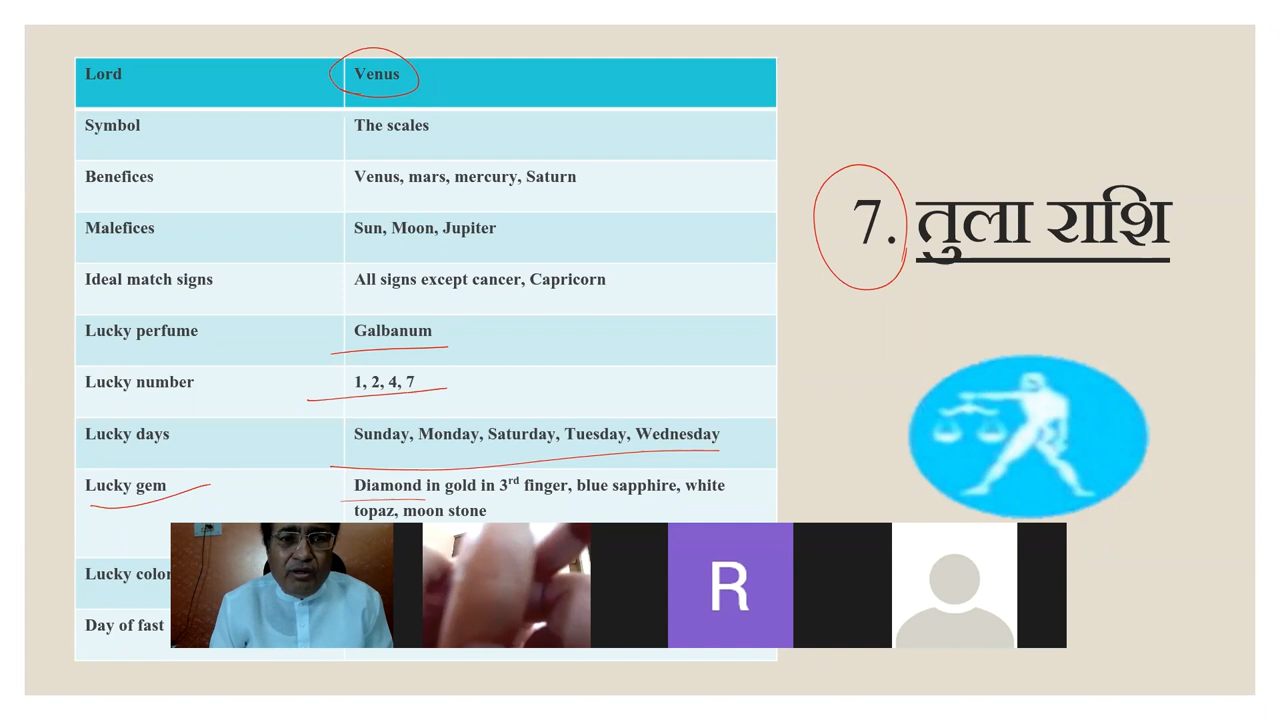 Lord Venus
Symbol The scales
Benefices Venus, mars, mercury, Saturn
Malefices Sun, Moon, Jupiter
Ideal match signs All signs except cancer, Capricorn
Lucky perfume Galbanum
Lucky number 1, 2, 4, 7
Lucky days Sunday, Monday, Saturday, Tuesday, Wednesday
Lucky gem Diamond in gold in 3rd finger, blue sapphire, white
topaz, moon stone
Lucky color
Day of fast
7. तुला राशि
R